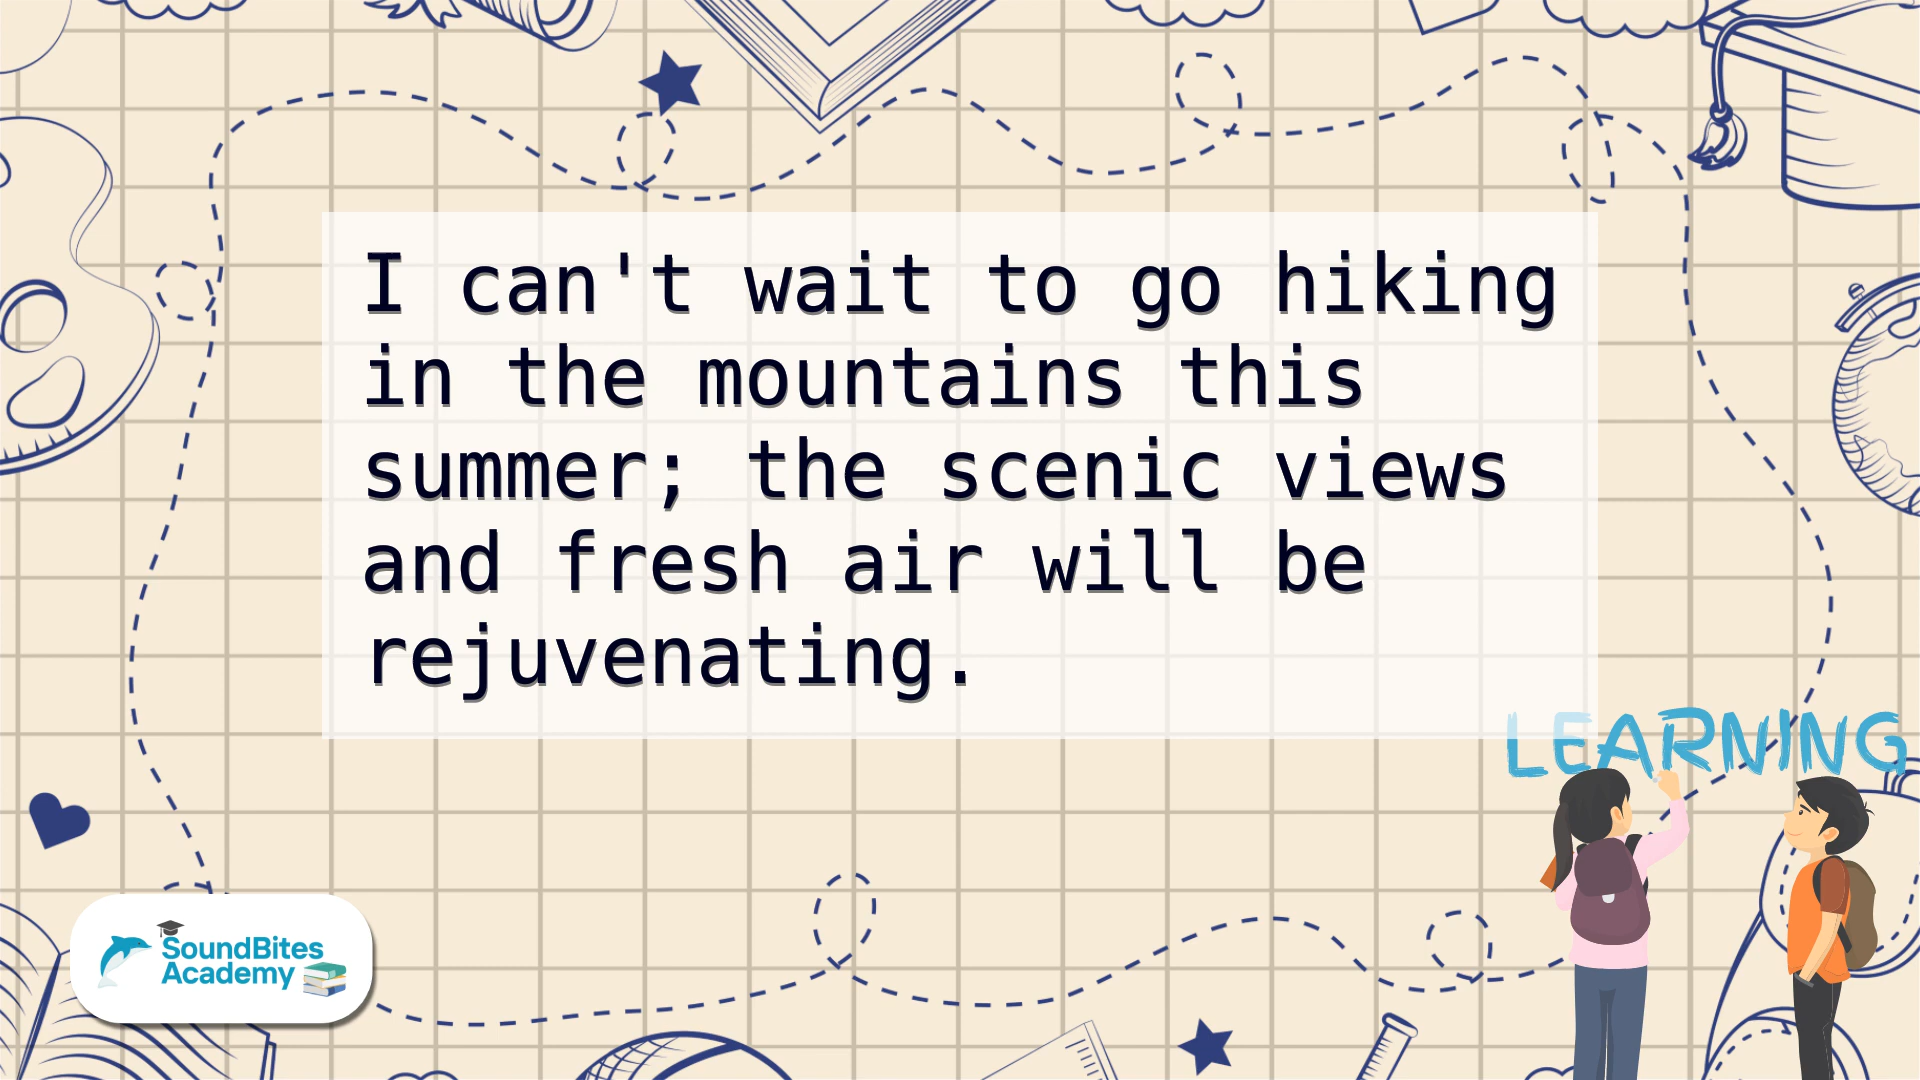 I can't wait to go hiking
in the mountains this
summer; the scenic views
and fresh air will be
rejuvenating.
LEARNING
SoundBites
Academy